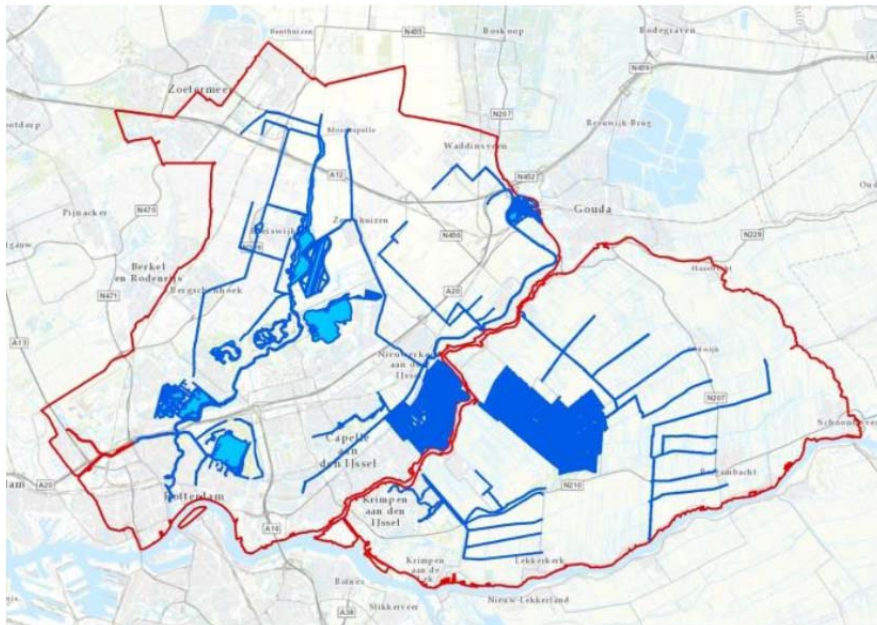 Benthuizen
N455
Boskoop
Bodegraven
Zoetermeer
N459
N207
Reeuwijk-Brug
Moerkapelle
Waddinxveen
A12
N452
Pijnacker
N470
Zevenhuizen
Gouda
N456
N228
Berkel
en Rodenrijs
Bergschenhoek
N471
A20
A13
Nieuwerkerk
aan den
IJssel
N207
Schoonhoven
Capelle
aan
den IJssel
Bergambacht
A20
Rotterdam
N210
Krimpen
aan den
IJssel
A16
Krimpen
aan de
Lek
Lekkerkerk
Bolnes
Nieuw-Lekkerland
Slikkerveer
A38